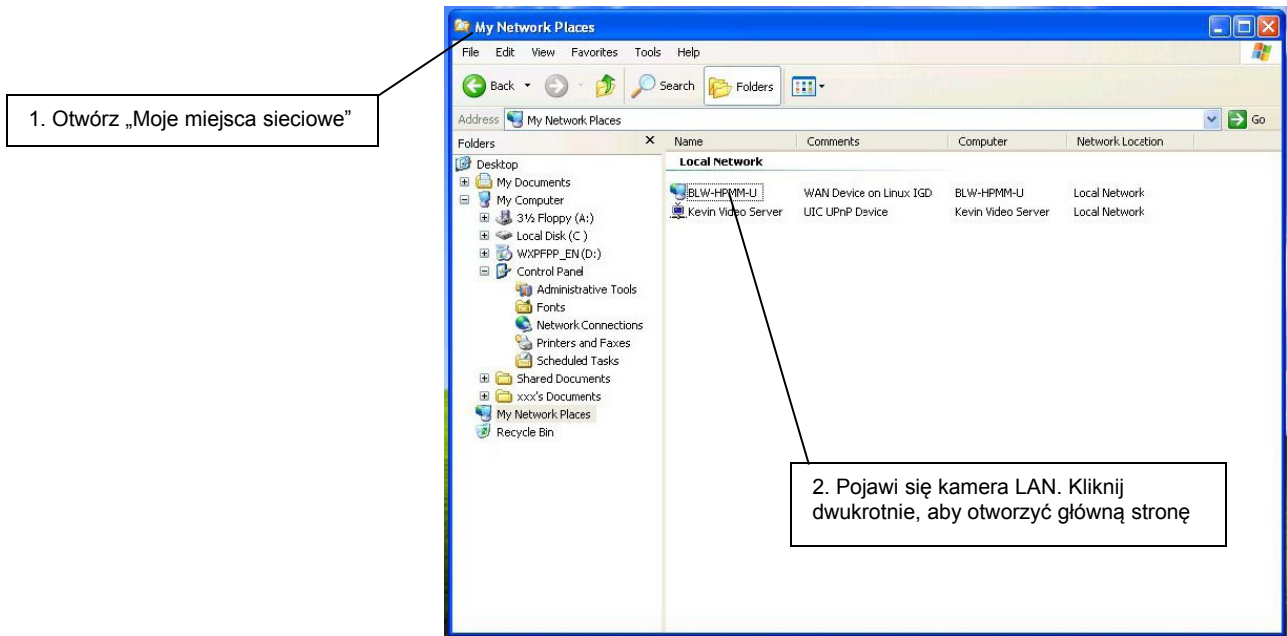 My Network Places
File Edit View Favorites Tools Help
Back Search Folders
1. Otwórz „Moje miejsca sieciowe”
Address My Network Places Go
Folders X Name Comments Computer Network Location
Desktop
Local Network
My Documents
My Computer
3½ Floppy (A:)
Local Disk (C )
WXPFPP_EN (D:)
Control Panel
Administrative Tools
Fonts
Network Connections
Printers and Faxes
Scheduled Tasks
Shared Documents
xxx's Documents
My Network Places
Recycle Bin
BLW-HPMM-U WAN Device on Linux IGD BLW-HPMM-U Local Network
Kevin Video Server UIC UPnP Device Kevin Video Server Local Network
2. Pojawi się kamera LAN. Kliknij
dwukrotnie, aby otworzyć główną stronę